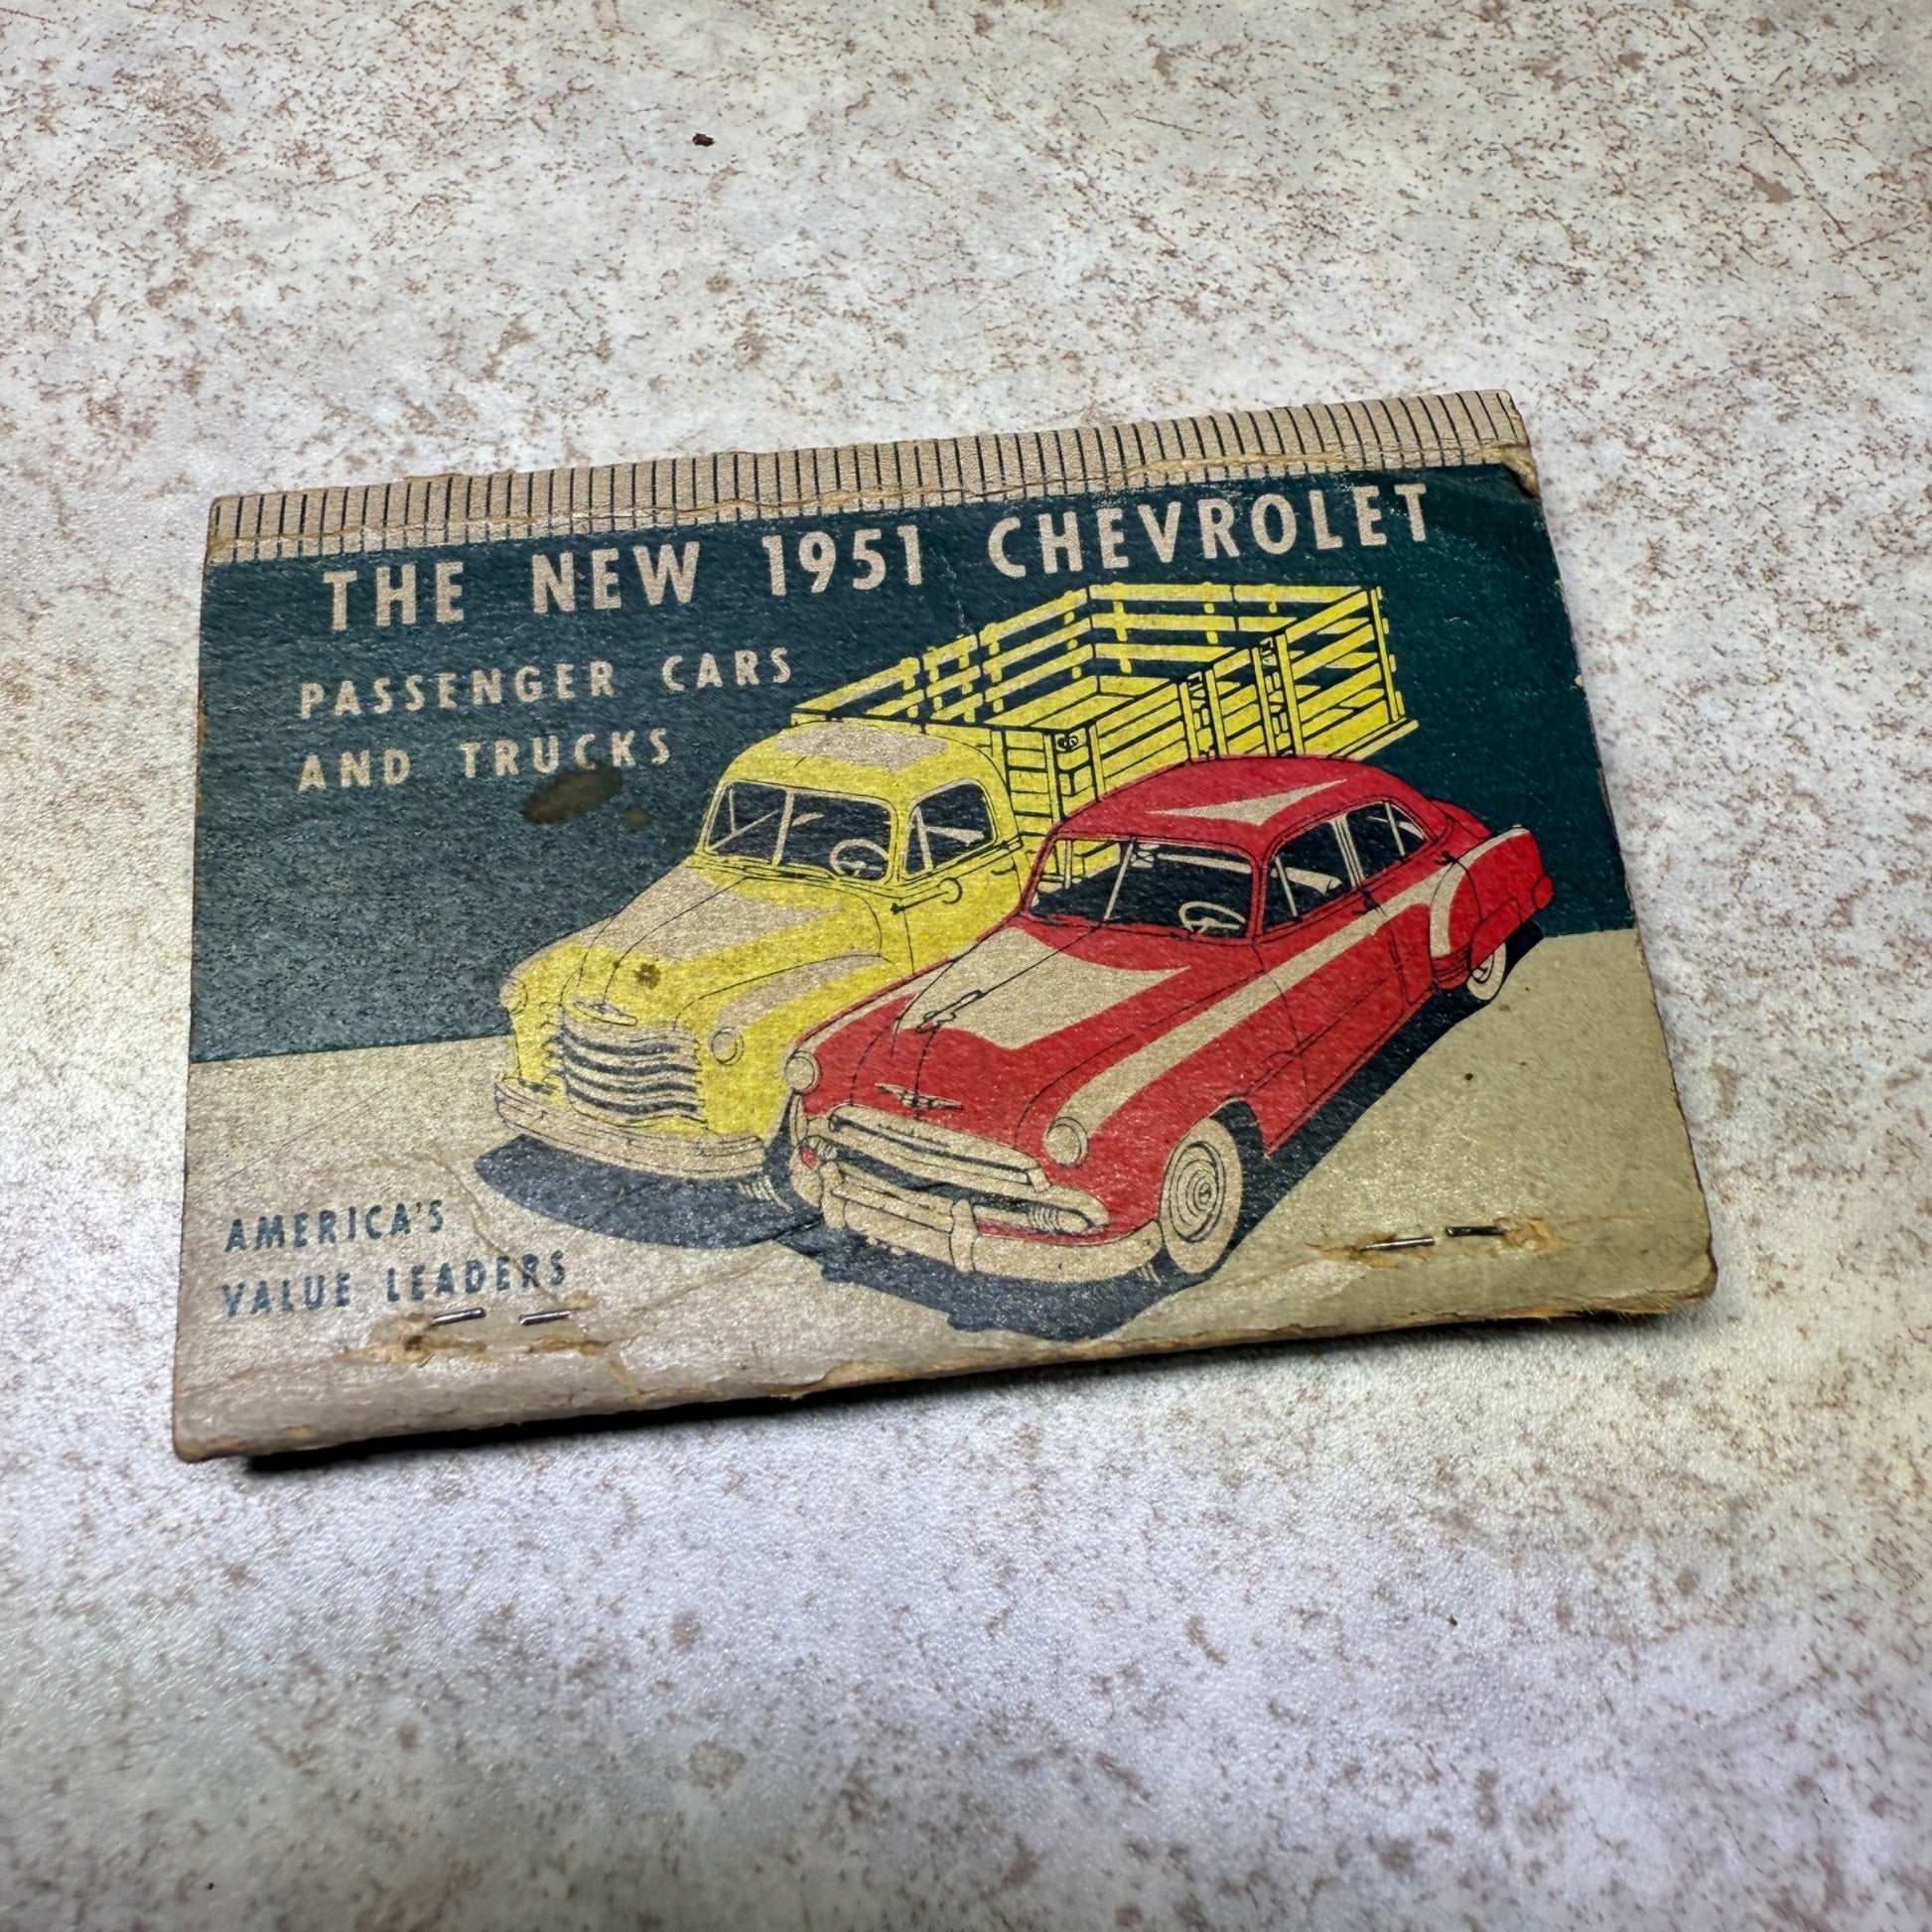 THE NEW 1951 CHEVROLET
PASSENGER CARS
AND TRUCKS
AMERICA'S
VALUE LEADERS